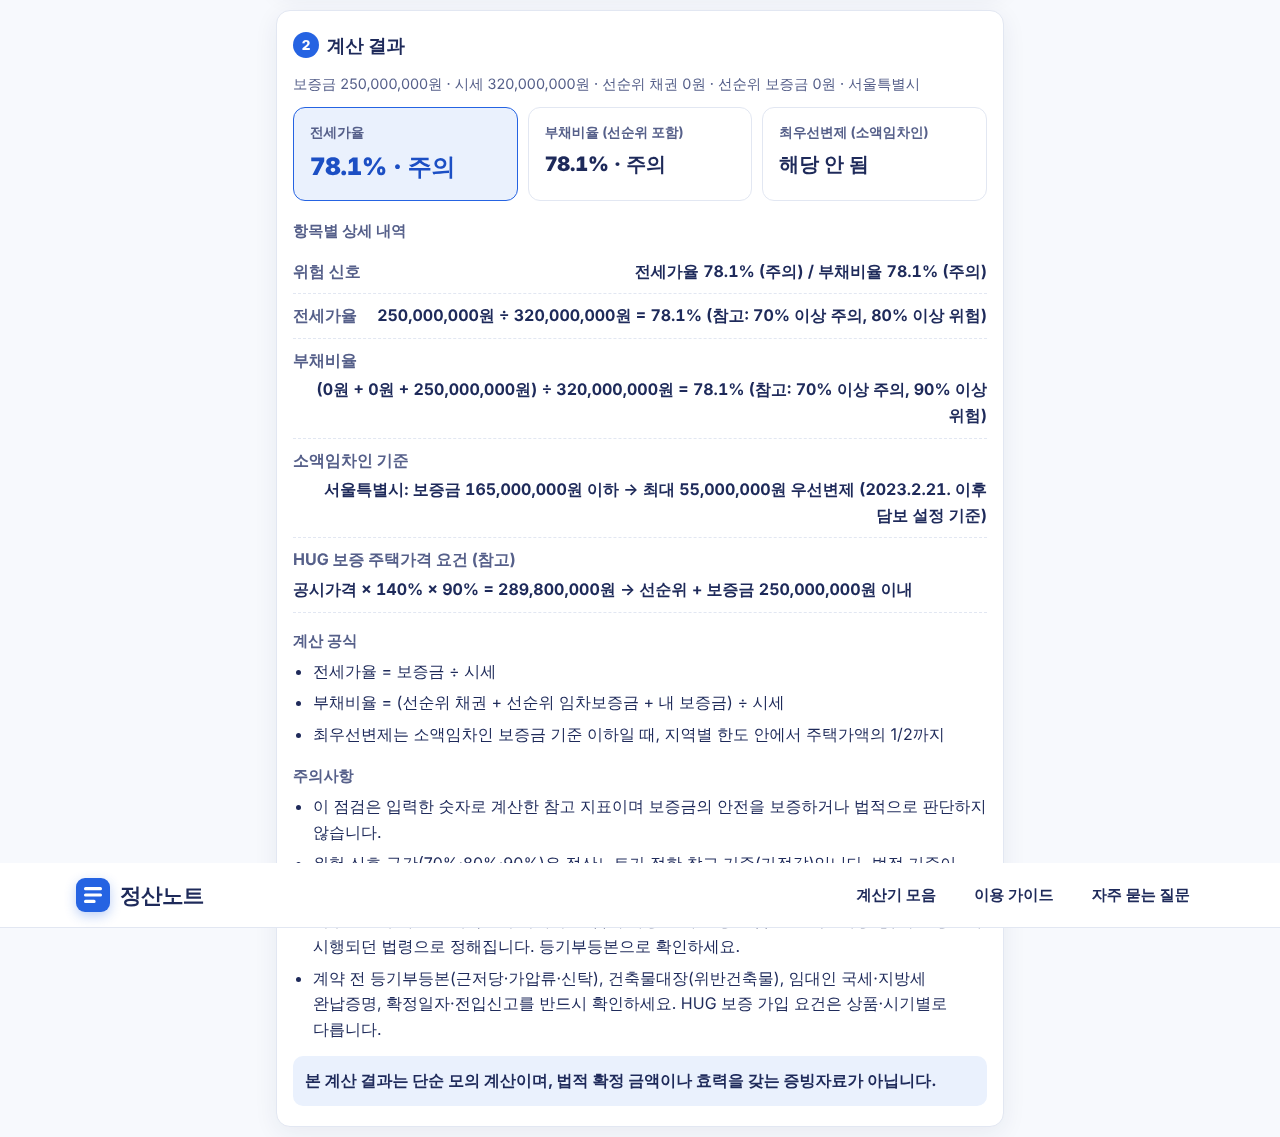 2 계산 결과
보증금 250,000,000원 · 시세 320,000,000원 · 선순위 채권 0원 · 선순위 보증금 0원 · 서울특별시
전세가율
78.1% · 주의
부채비율 (선순위 포함)
78.1% · 주의
최우선변제 (소액임차인)
해당 안 됨
항목별 상세 내역
위험 신호 전세가율 78.1% (주의) / 부채비율 78.1% (주의)
전세가율 250,000,000원 ÷ 320,000,000원 = 78.1% (참고: 70% 이상 주의, 80% 이상 위험)
부채비율
(0원 + 0원 + 250,000,000원) ÷ 320,000,000원 = 78.1% (참고: 70% 이상 주의, 90% 이상
위험)
소액임차인 기준
서울특별시: 보증금 165,000,000원 이하 → 최대 55,000,000원 우선변제 (2023.2.21. 이후
담보 설정 기준)
HUG 보증 주택가격 요건 (참고)
공시가격 × 140% × 90% = 289,800,000원 → 선순위 + 보증금 250,000,000원 이내
계산 공식
• 전세가율 = 보증금 ÷ 시세
• 부채비율 = (선순위 채권 + 선순위 임차보증금 + 내 보증금) ÷ 시세
• 최우선변제는 소액임차인 보증금 기준 이하일 때, 지역별 한도 안에서 주택가액의 1/2까지
주의사항
• 이 점검은 입력한 숫자로 계산한 참고 지표이며 보증금의 안전을 보증하거나 법적으로 판단하지
않습니다.
정산노트
계산기 모음
이용 가이드
자주 묻는 질문
시행되던 법령으로 정해집니다. 등기부등본으로 확인하세요.
• 계약 전 등기부등본(근저당·가압류·신탁), 건축물대장(위반건축물), 임대인 국세·지방세
완납증명, 확정일자·전입신고를 반드시 확인하세요. HUG 보증 가입 요건은 상품·시기별로
다릅니다.
본 계산 결과는 단순 모의 계산이며, 법적 확정 금액이나 효력을 갖는 증빙자료가 아닙니다.